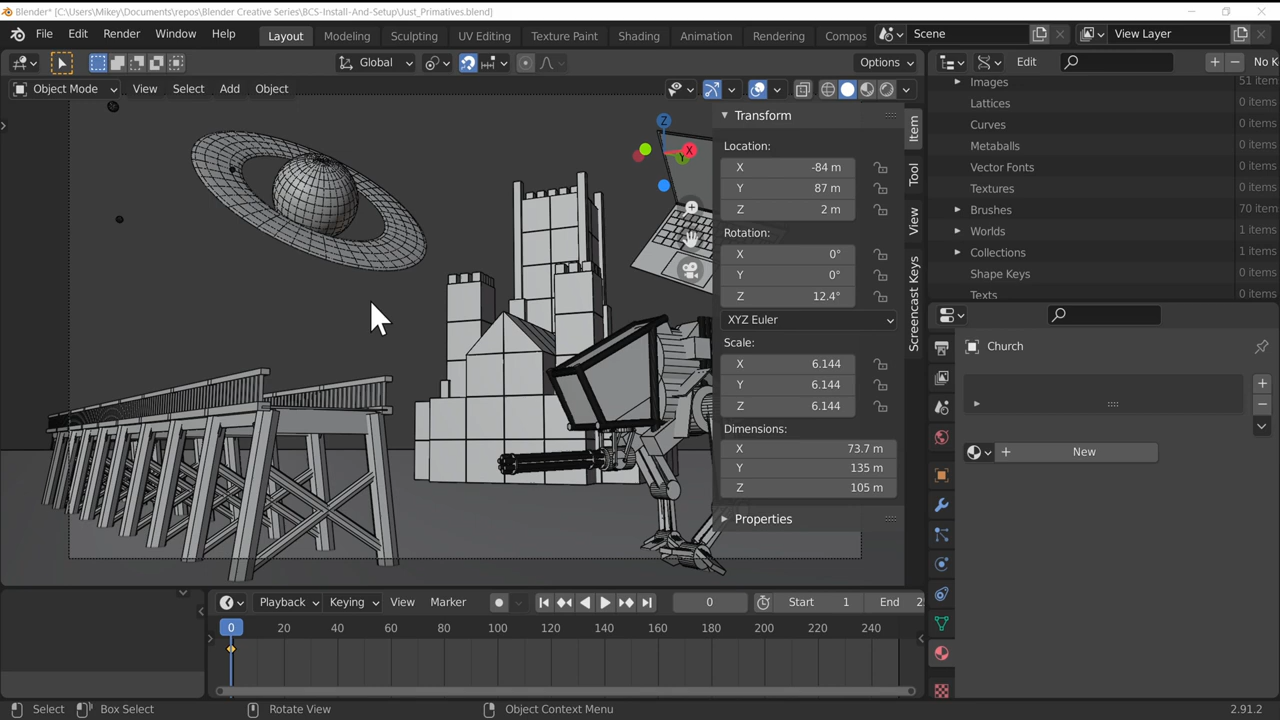 Blender* [C:\Users\Mikey\Documents\repos\Blender Creative Series\BCS-Install-And-Setup\Just_Primatives.blend]
File Edit Render Window Help Layout Modeling Sculpting UV Editing Texture Paint Shading Animation Rendering Compos Scene View Layer
Global Options Edit No K
Object Mode View Select Add Object
Images 51 item
Lattices 0 items
Curves 0 items
Metaballs 0 items
Vector Fonts 0 items
Textures 0 items
Brushes 70 item
Worlds 1 items
Collections 1 items
Shape Keys 0 items
Texts 0 items
Z
X
Y
Transform
Location:
X -84 m
Y 87 m
Z 2 m
Rotation:
X 0°
Y 0°
Z 12.4°
XYZ Euler
Scale:
X 6.144
Y 6.144
Z 6.144
Dimensions:
X 73.7 m
Y 135 m
Z 105 m
Properties
Item
Tool
View
Screencast Keys
Church
New
Playback Keying View Marker 0 Start 1 End 2
0 20 40 60 80 100 120 140 160 180 200 220 240
Select Box Select Rotate View Object Context Menu 2.91.2